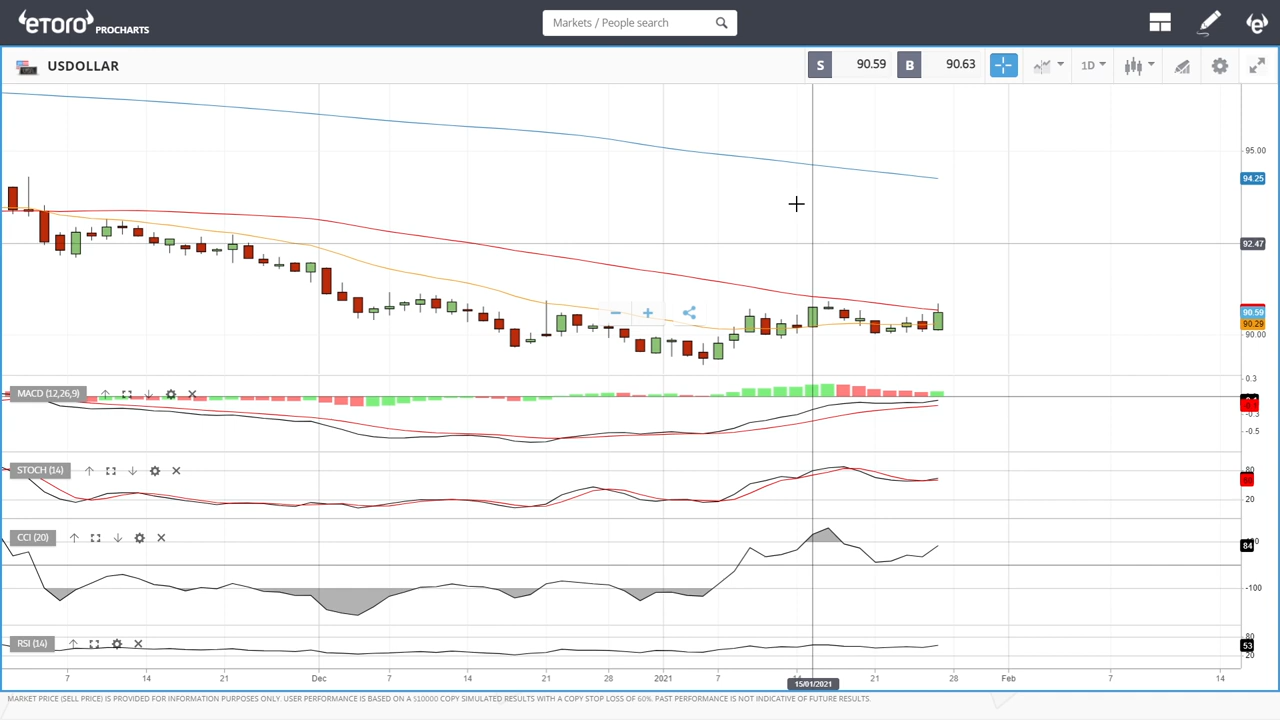 etoro PROCHARTS
Markets / People search
USDOLLAR
S 90.59 B 90.63
1D
95.00
94.25
92.47
90.59
90.29
90.00
MACD (12,26,9)
0.3
-0.3
-0.5
STOCH (14)
80
20
CCI (20)
84
-100
RSI (14)
80
53
20
7 14 21 Dec 7 14 21 28 2021 7 21 28 Feb 7 14
15/01/2021
MARKET PRICE (SELL PRICE) IS PROVIDED FOR INFORMATION PURPOSES ONLY. USER PERFORMANCE IS BASED ON A $10000 COPY SIMULATED RESULTS WITH A COPY STOP LOSS OF 60%. PAST PERFORMANCE IS NOT INDICATIVE OF FUTURE RESULTS.